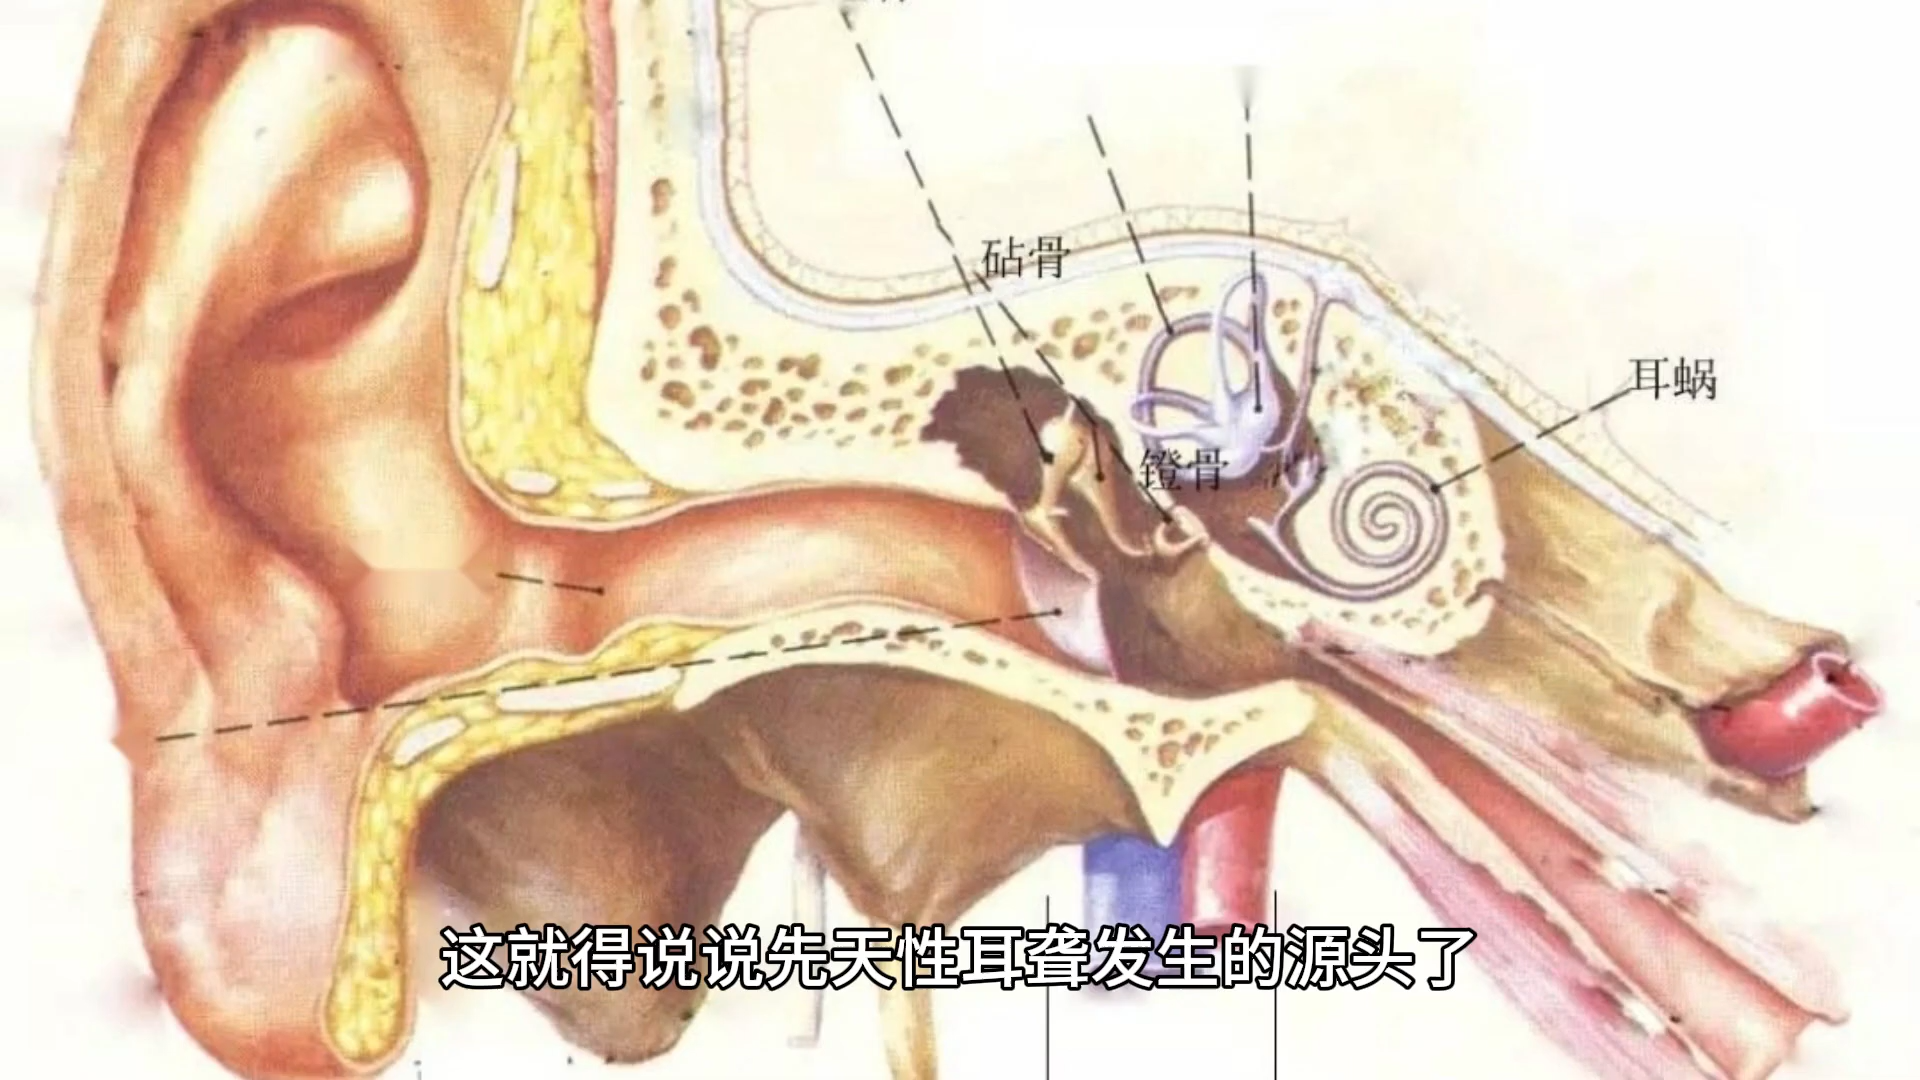 砧骨
耳蜗
镫骨
这就得说说先天性耳聋发生的源头了